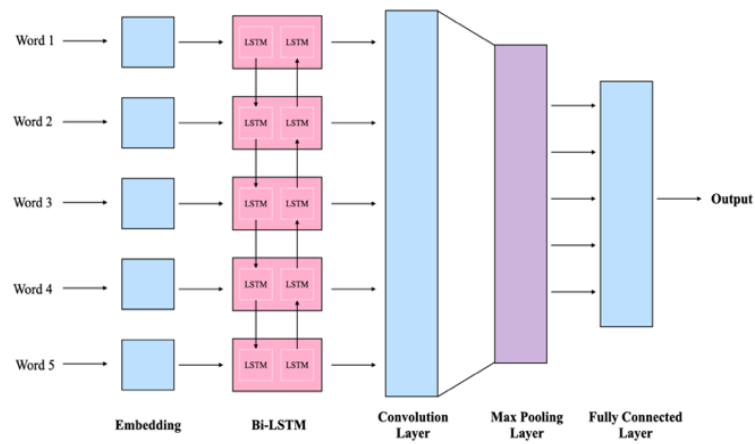 Word 1
LSTM LSTM
Word 2
LSTM LSTM
Word 3
LSTM LSTM
Output
Word 4
LSTM LSTM
Word 5
LSTM LSTM
Embedding
Bi-LSTM
Convolution
Layer
Max Pooling
Layer
Fully Connected
Layer